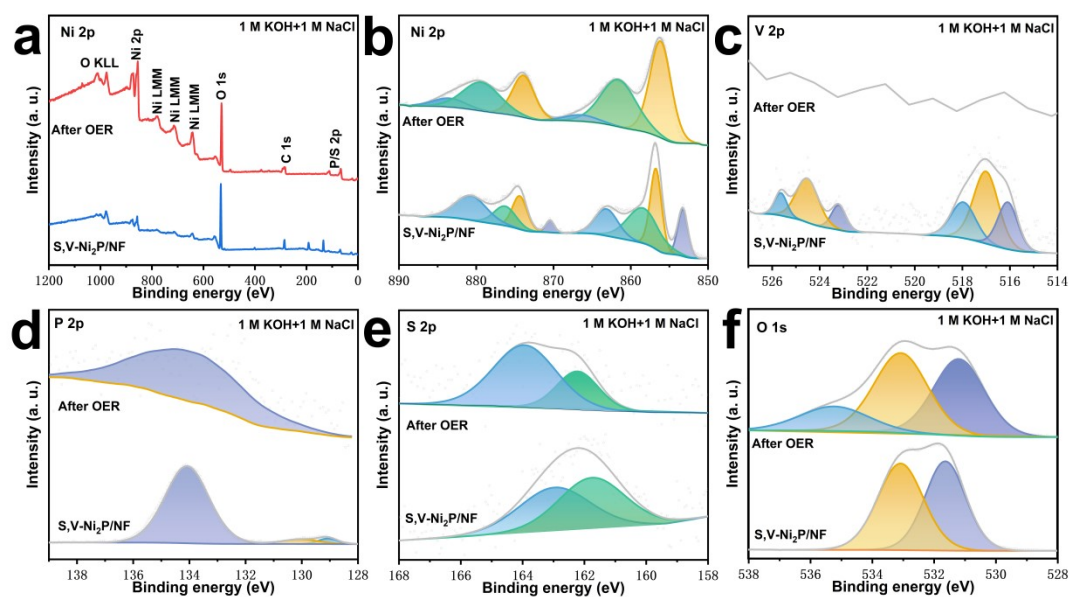 a
Ni 2p
1 M KOH+1 M NaCl
O KLL
Ni 2p
Ni LMM
Ni LMM
Ni LMM
O 1s
C 1s
P/S 2p
After OER
S,V-Ni₂P/NF
Intensity (a. u.)
1200 1000 800 600 400 200 0
Binding energy (eV)
b
Ni 2p
1 M KOH+1 M NaCl
After OER
S,V-Ni₂P/NF
Intensity (a. u.)
890 880 870 860 850
Binding energy (eV)
c
V 2p
1 M KOH+1 M NaCl
After OER
S,V-Ni₂P/NF
Intensity (a. u.)
526 524 522 520 518 516 514
Binding energy (eV)
d
P 2p
1 M KOH+1 M NaCl
After OER
S,V-Ni₂P/NF
Intensity (a. u.)
138 136 134 132 130 128
Binding energy (eV)
e
S 2p
1 M KOH+1 M NaCl
After OER
S,V-Ni₂P/NF
Intensity (a. u.)
168 166 164 162 160 158
Binding energy (eV)
f
O 1s
1 M KOH+1 M NaCl
After OER
S,V-Ni₂P/NF
Intensity (a. u.)
538 535 533 530 528
Binding energy (eV)